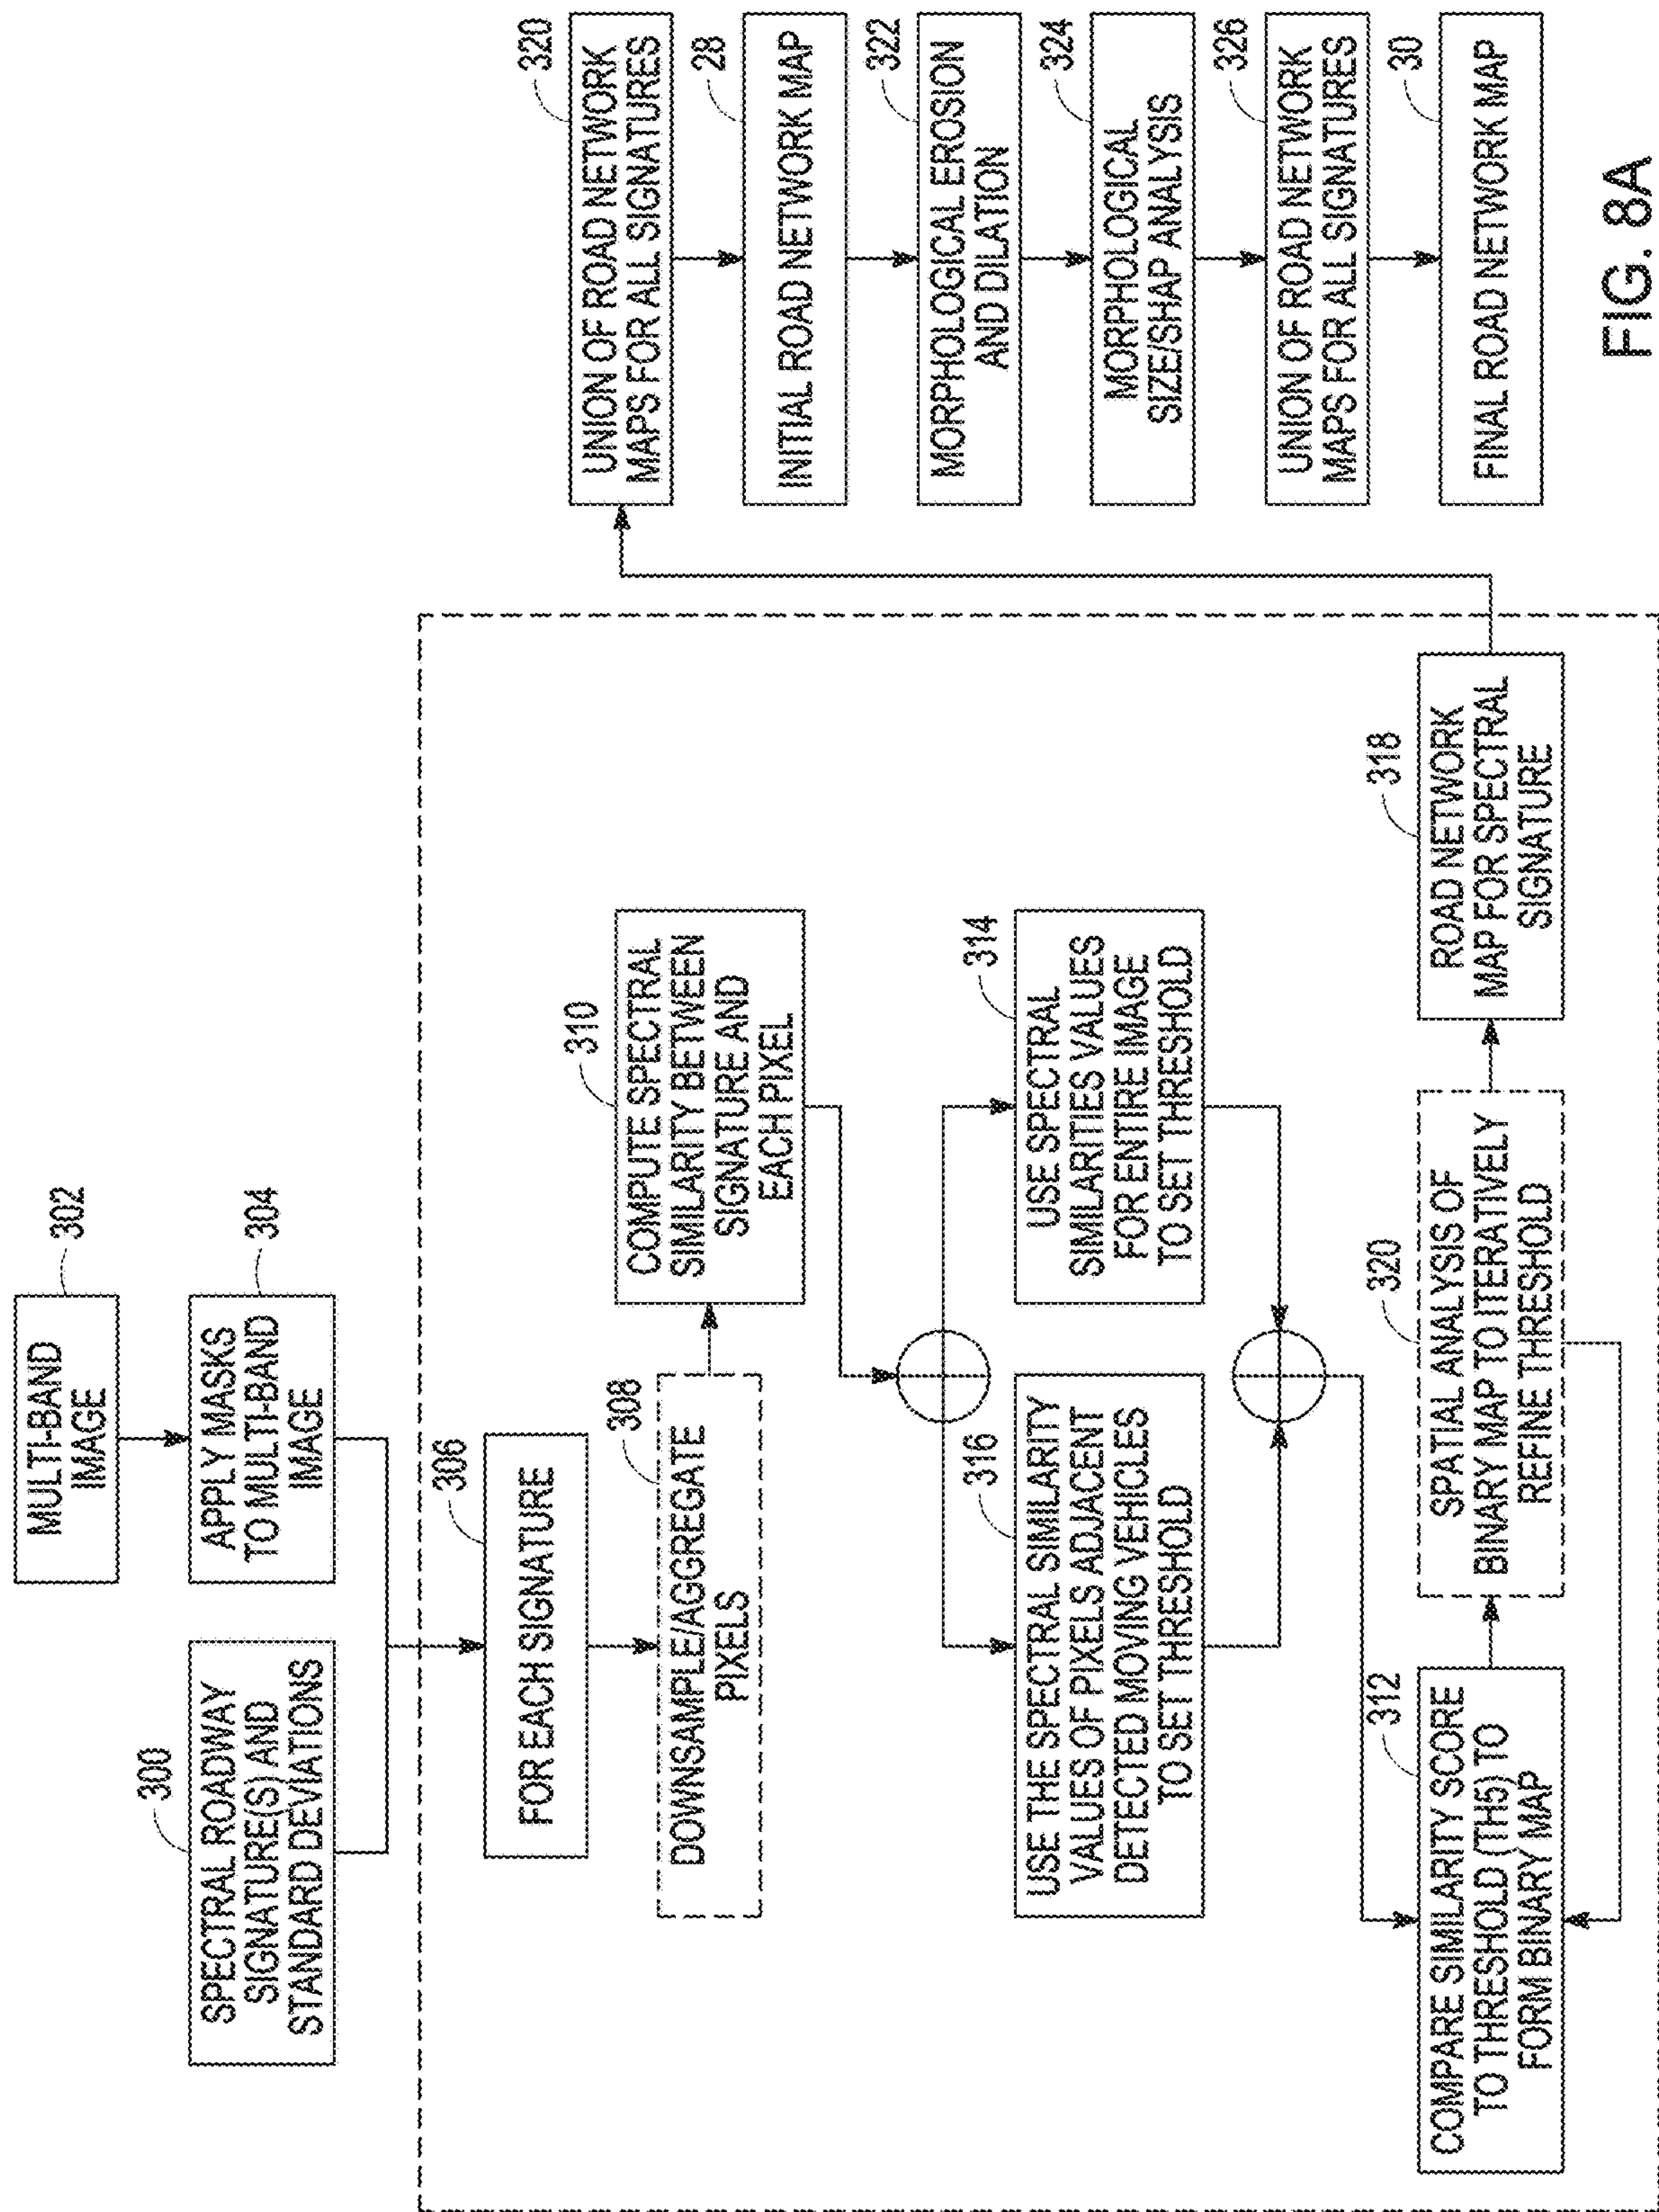 302
MULTI-BAND
IMAGE
304
APPLY MASKS
TO MULTI-BAND
IMAGE
300
SPECTRAL ROADWAY
SIGNATURE(S) AND
STANDARD DEVIATIONS
306
FOR EACH SIGNATURE
308
DOWNSAMPLE/AGGREGATE
PIXELS
310
COMPUTE SPECTRAL
SIMILARITY BETWEEN
SIGNATURE AND
EACH PIXEL
316
USE THE SPECTRAL SIMILARITY
VALUES OF PIXELS ADJACENT
DETECTED MOVING VEHICLES
TO SET THRESHOLD
314
USE SPECTRAL
SIMILARITIES VALUES
FOR ENTIRE IMAGE
TO SET THRESHOLD
312
COMPARE SIMILARITY SCORE
TO THRESHOLD (TH5) TO
FORM BINARY MAP
320
SPATIAL ANALYSIS OF
BINARY MAP TO ITERATIVELY
REFINE THRESHOLD
318
ROAD NETWORK
MAP FOR SPECTRAL
SIGNATURE
320
UNION OF ROAD NETWORK
MAPS FOR ALL SIGNATURES
28
INITIAL ROAD NETWORK MAP
322
MORPHOLOGICAL EROSION
AND DILATION
324
MORPHOLOGICAL
SIZE/SHAP ANALYSIS
326
UNION OF ROAD NETWORK
MAPS FOR ALL SIGNATURES
30
FINAL ROAD NETWORK MAP
FIG. 8A